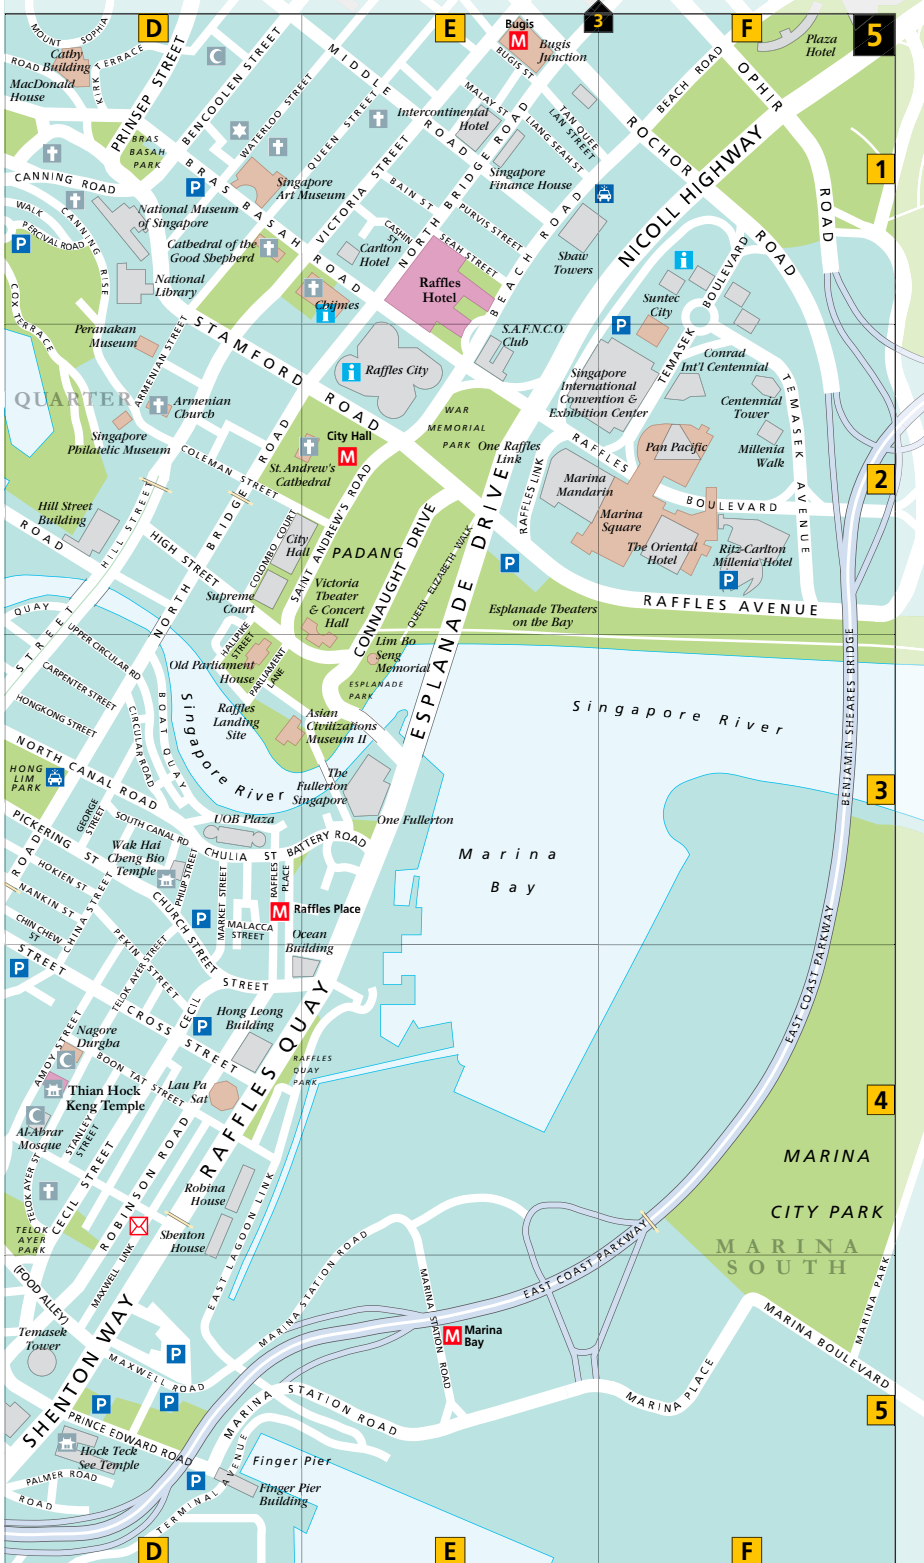 D
E
F
3
5
MOUNT
SOPHIA
Cathy
Building
ROAD
MacDonald
House
KIRK TERRACE
PRINSEP STREET
BENCOOLEN STREET
MIDDLE
ROAD
Bugis
M
Bugis
Junction
BUGIS ST
Plaza
Hotel
OPHIR
ROAD
BEACH ROAD
ROCHOR
ROAD
NICOLL HIGHWAY
WATERLOO STREET
QUEEN STREET
Intercontinental
Hotel
MALAY ST
LIANG SEAH ST
TAN QUEE
LAN STREET
BRAS
BASAH
PARK
1
CANNING ROAD
P
BRAS BASAH
ROAD
Singapore
Art Museum
VICTORIA STREET
BAIN ST
NORTH BRIDGE ROAD
PURVIS STREET
Singapore
Finance House
National Museum
of Singapore
CANNING
RISE
WALK
PERCIVAL ROAD
P
COX TERRACE
Cathedral of the
Good Shepherd
National
Library
CASHIN
ST
SEAH STREET
Carlton
Hotel
Raffles
Hotel
BEACH ROAD
Shaw
Towers
Chijmes
i
i
Suntec
City
BOULEVARD
TEMASEK
P
Peranakan
Museum
ARMENIAN STREET
STAMFORD
ROAD
i
Raffles City
S.A.F.N.C.O.
Club
Singapore
International
Convention &
Exhibition Center
Conrad
Int'l Centennial
Centennial
Tower
TEMASEK
AVENUE
QUARTER
Armenian
Church
Singapore
Philatelic Museum
WAR
MEMORIAL
PARK
City Hall
M
St. Andrew's
Cathedral
One Raffles
Link
RAFFLES
BOULEVARD
Pan Pacific
Millenia
Walk
2
COLEMAN STREET
Marina
Mandarin
Marina
Square
RAFFLES LINK
The Oriental
Hotel
Ritz-Carlton
Millenia Hotel
P
Hill Street
Building
ROAD
HILL STREET
HIGH STREET
NORTH BRIDGE ROAD
COLOMBO COURT
City
Hall
SAINT ANDREW'S ROAD
PADANG
CONNAUGHT DRIVE
QUEEN ELIZABETH WALK
ESPLANADE DRIVE
P
Supreme
Court
Victoria
Theater
& Concert
Hall
Esplanade Theaters
on the Bay
RAFFLES AVENUE
QUAY
STREET
UPPER CIRCULAR RD
CARPENTER STREET
HONGKONG STREET
CIRCULAR ROAD
BOAT QUAY
HALLPIKE
STREET
Old Parliament
House
PARLIAMENT
LANE
Lim Bo
Seng
Memorial
ESPLANADE
PARK
Raffles
Landing
Site
Asian
Civilizations
Museum II
Singapore River
Singapore River
BENJAMIN SHEARES BRIDGE
NORTH CANAL ROAD
HONG
LIM
PARK
The
Fullerton
Singapore
3
PICKERING ST
GEORGE
STREET
SOUTH CANAL RD
UOB Plaza
One Fullerton
CHULIA ST
BATTERY ROAD
Wak Hai
Cheng Bio
Temple
Marina
Bay
ROAD
HOKIEN ST
NANKIN ST
CHIN CHEW
ST
CHINA STREET
PHILIP STREET
CHURCH STREET
MARKET STREET
RAFFLES
PLACE
M
Raffles Place
MALACCA
STREET
P
Ocean
Building
PEKIN STREET
TELOK AYER STREET
STREET
P
CROSS STREET
CECIL
STREET
P
Hong Leong
Building
EAST COAST PARKWAY
Nagore
Durgha
AMOY STREET
BOON TAT STREET
Lau Pa
Sat
RAFFLES QUAY
RAFFLES
QUAY
PARK
Thian Hock
Keng Temple
4
Al-Abrar
Mosque
STANLEY
STREET
TELOK AYER ST
CECIL STREET
ROBINSON ROAD
Robina
House
Shenton
House
EAST LAGOON LINK
TELOK
AYER
PARK
MAXWELL LINK
MARINA
CITY PARK
MARINA
SOUTH
EAST COAST PARKWAY
MARINA STATION ROAD
MARINA STATION ROAD
(FOOD ALLEY)
Temasek
Tower
SHENTON WAY
MAXWELL ROAD
P
P
P
M
Marina
Bay
MARINA PARK
MARINA BOULEVARD
MARINA PLACE
5
MARINA STATION ROAD
PRINCE EDWARD ROAD
Hock Teck
See Temple
PALMER ROAD
ROAD
P
TERMINAL AVENUE
Finger Pier
Finger Pier
Building
D
E
F